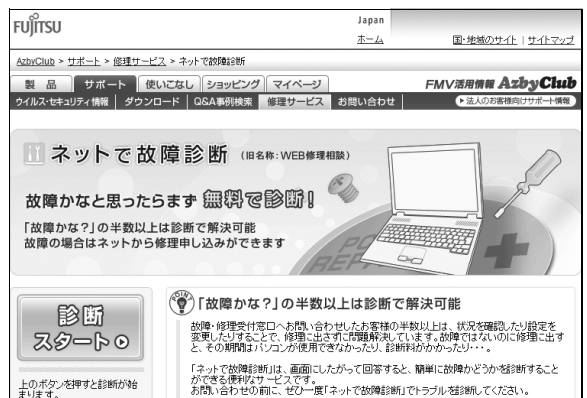 FUJITSU
Japan
ホーム
国・地域のサイト | サイトマップ
AzbyClub > サポート > 修理サービス > ネットで故障診断
製 品 サポート 使いこなし ショッピング マイページ
FMV活用情報 AzbyClub
ウイルス・セキュリティ情報 ダウンロード Q&A事例検索 修理サービス お問い合わせ
法人のお客様向けサポート情報
ネットで故障診断 (旧名称:WEB修理相談)
故障かなと思ったらまず 無料で診断!
「故障かな?」の半数以上は診断で解決可能
故障の場合はネットから修理申し込みができます
PC
REPAIR
診断
スタート
上のボタンを押すと診断が始
まります。
POINT
「故障かな?」の半数以上は診断で解決可能
故障・修理受付窓口へお問い合わせしたお客様の半数以上は、状況を確認したり設定を
変更したりすることで、修理に出さずに問題解決しています。故障ではないのに修理に出す
と、その期間はパソコンが使用できなかったり、診断料がかかったり・・・。
「ネットで故障診断」は、画面にしたがって回答すると、簡単に故障かどうかを診断すること
ができる便利なサービスです。
お問い合わせの前に、ぜひ一度「ネットで故障診断」でトラブルを診断してください。